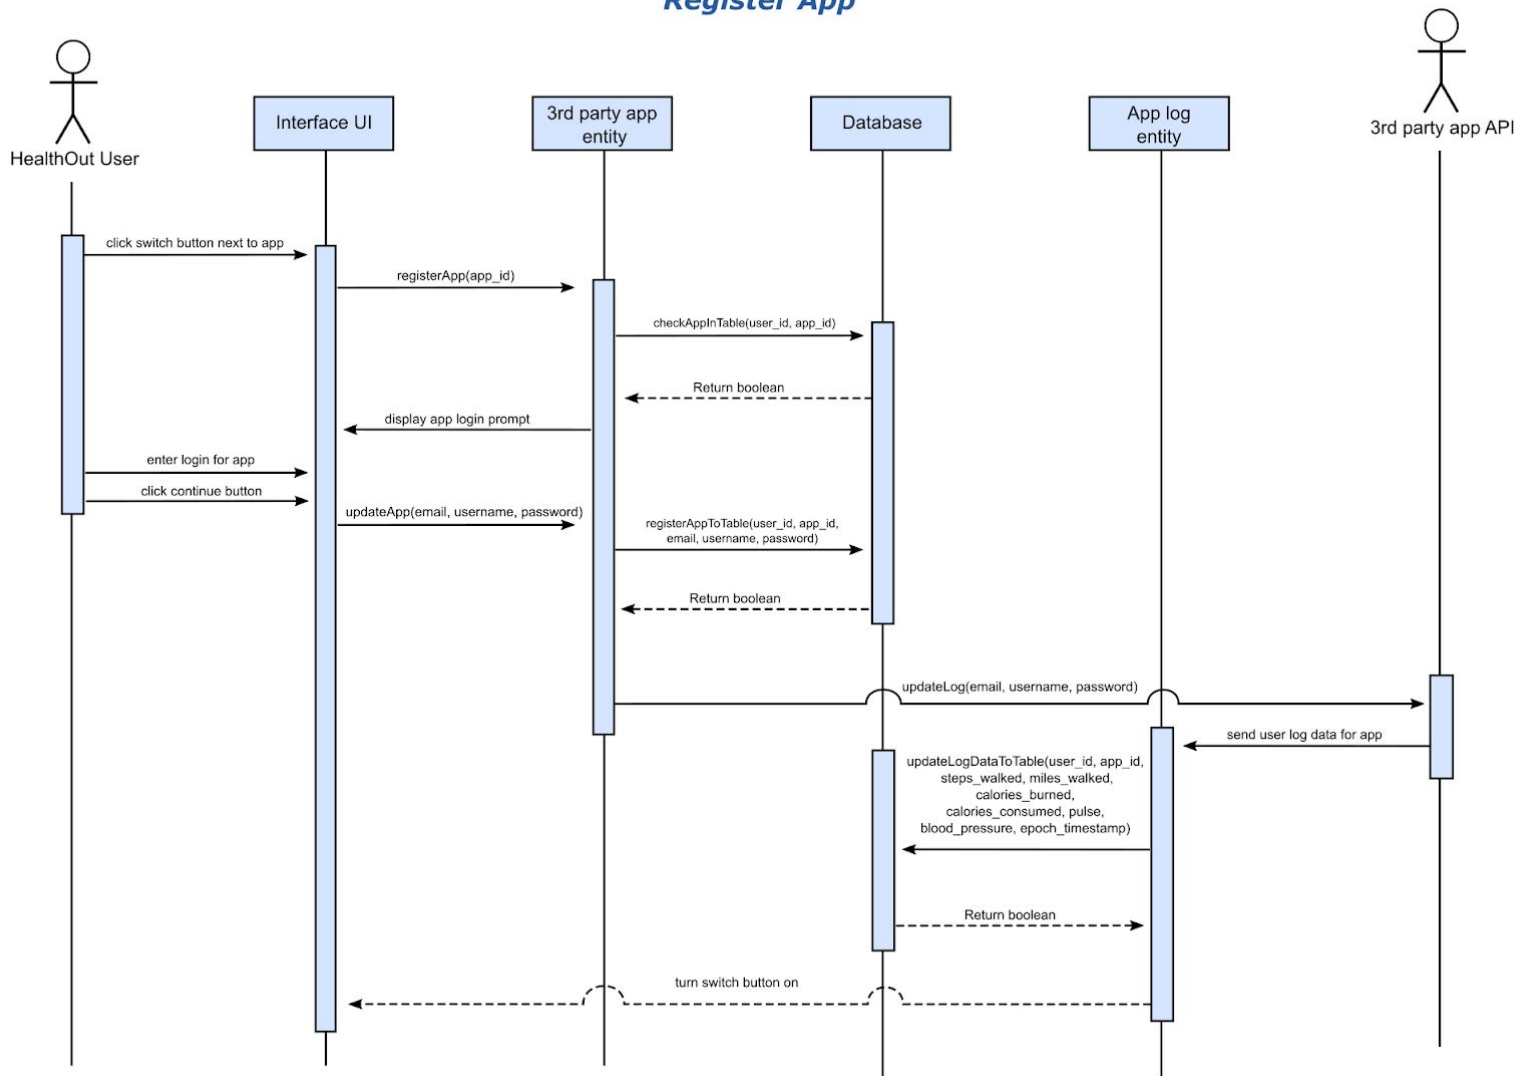 Register App
HealthOut User
Interface UI
3rd party app
entity
Database
App log
entity
3rd party app API
click switch button next to app
registerApp(app_id)
checkAppInTable(user_id, app_id)
Return boolean
display app login prompt
enter login for app
click continue button
updateApp(email, username, password)
registerAppToTable(user_id, app_id,
email, username, password)
Return boolean
updateLog(email, username, password)
send user log data for app
updateLogDataToTable(user_id, app_id,
steps_walked, miles_walked,
calories_burned,
calories_consumed, pulse,
blood_pressure, epoch_timestamp)
Return boolean
turn switch button on